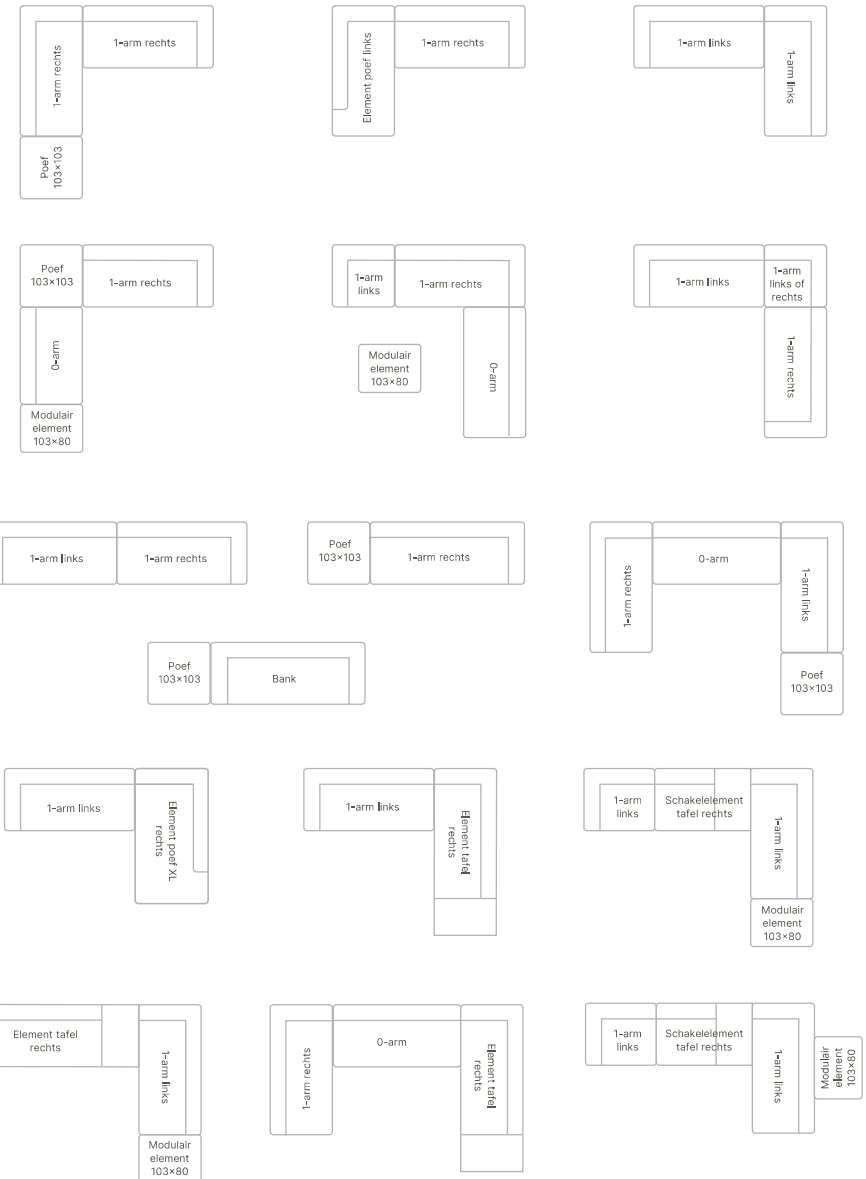 1-arm rechts
1-arm rechts
Poef
103×103
Element poef links
1-arm rechts
1-arm links
1-arm links
Poef
103×103
1-arm rechts
0-arm
Modulair
element
103×80
1-arm
links
1-arm rechts
Modulair
element
103×80
0-arm
1-arm links
1-arm
links of
rechts
1-arm rechts
1-arm links
1-arm rechts
Poef
103×103
1-arm rechts
1-arm rechts
0-arm
1-arm links
Poef
103×103
Poef
103×103
Bank
1-arm links
Element poef XL
rechts
1-arm links
Element tafel
rechts
1-arm
links
Schakelelement
tafel rechts
1-arm links
Modulair
element
103×80
Element tafel
rechts
1-arm links
Modulair
element
103×80
1-arm rechts
0-arm
Element tafel
rechts
1-arm
links
Schakelelement
tafel rechts
1-arm links
Modulair
element
103×80